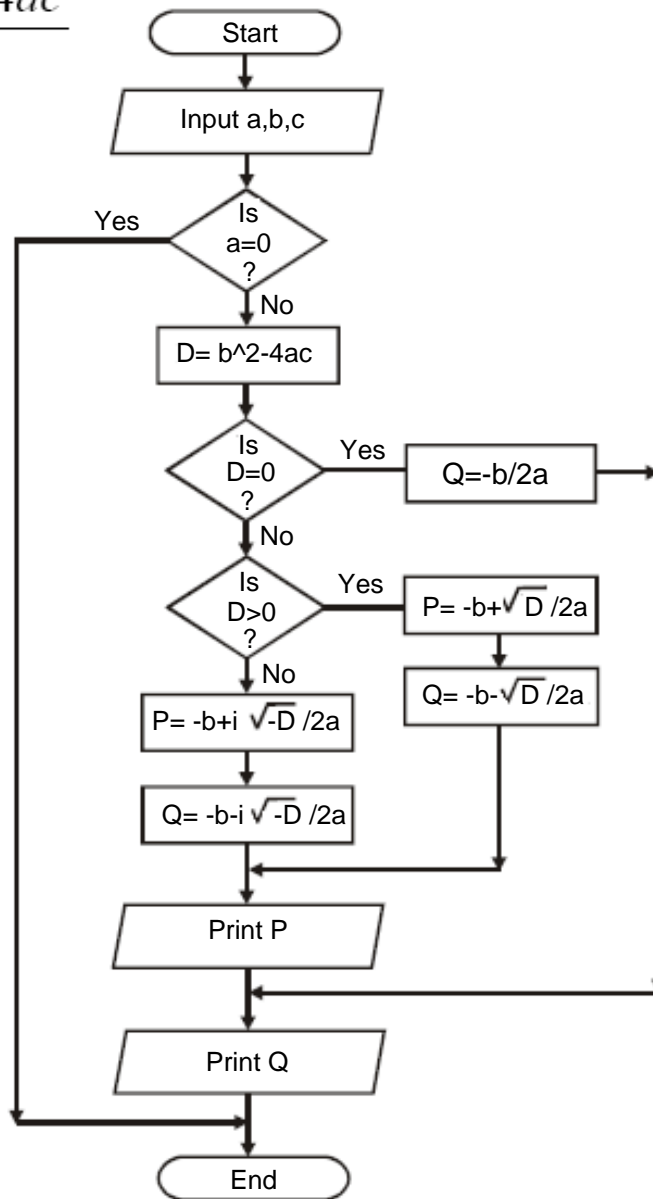 4ac
Start
Input a,b,c
Yes
Is
a=0
?
No
D= b^2-4ac
Is
D=0
?
Yes
Q=-b/2a
No
Is
D>0
?
Yes
P= -b+√D /2a
No
Q= -b-√D /2a
P= -b+i √-D /2a
Q= -b-i √-D /2a
Print P
Print Q
End